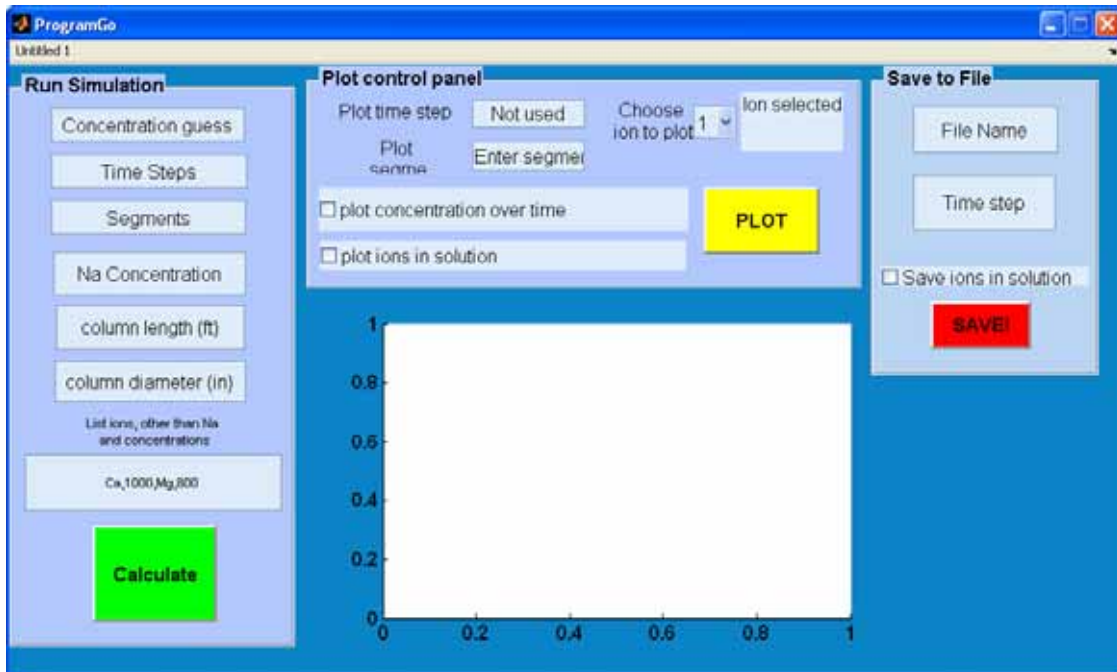 ProgramGo
Untitled 1
Run Simulation
Concentration guess
Time Steps
Segments
Na Concentration
column length (ft)
column diameter (in)
List ions, other than Na
and concentrations
Ca,1000,Mg,800
Calculate
Plot control panel
Plot time step
Not used
Choose
ion to plot
1
Ion selected
Plot
segme
Enter segmen
plot concentration over time
plot ions in solution
PLOT
1
0.8
0.6
0.4
0.2
0
0 0.2 0.4 0.6 0.8 1
Save to File
File Name
Time step
Save ions in solution
SAVE!